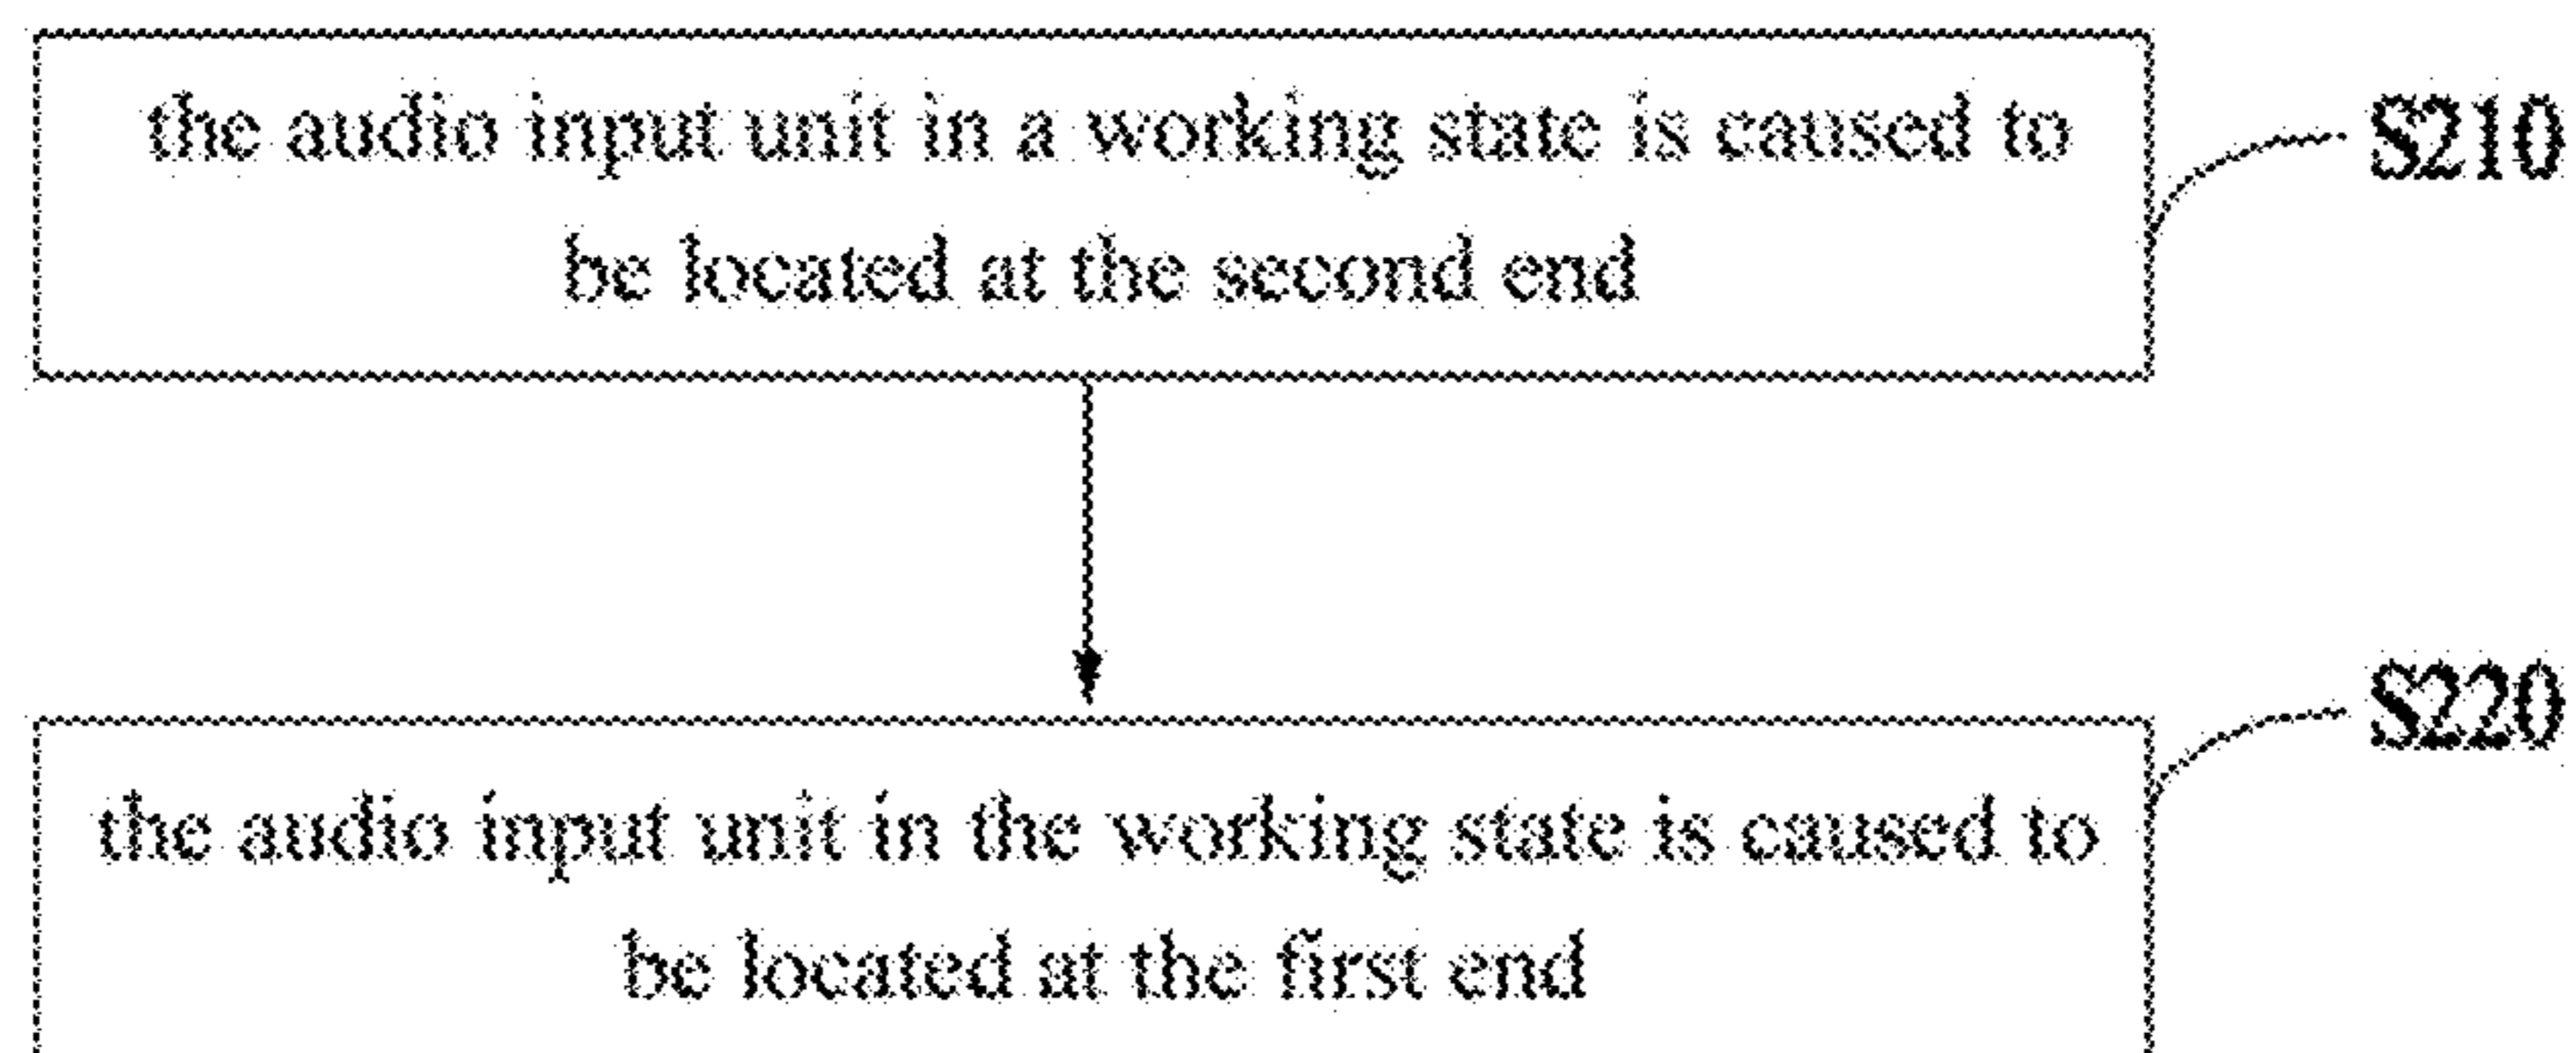 the audio input unit in a working state is caused to
be located at the second end
S210
the audio input unit in the working state is caused to
be located at the first end
S220